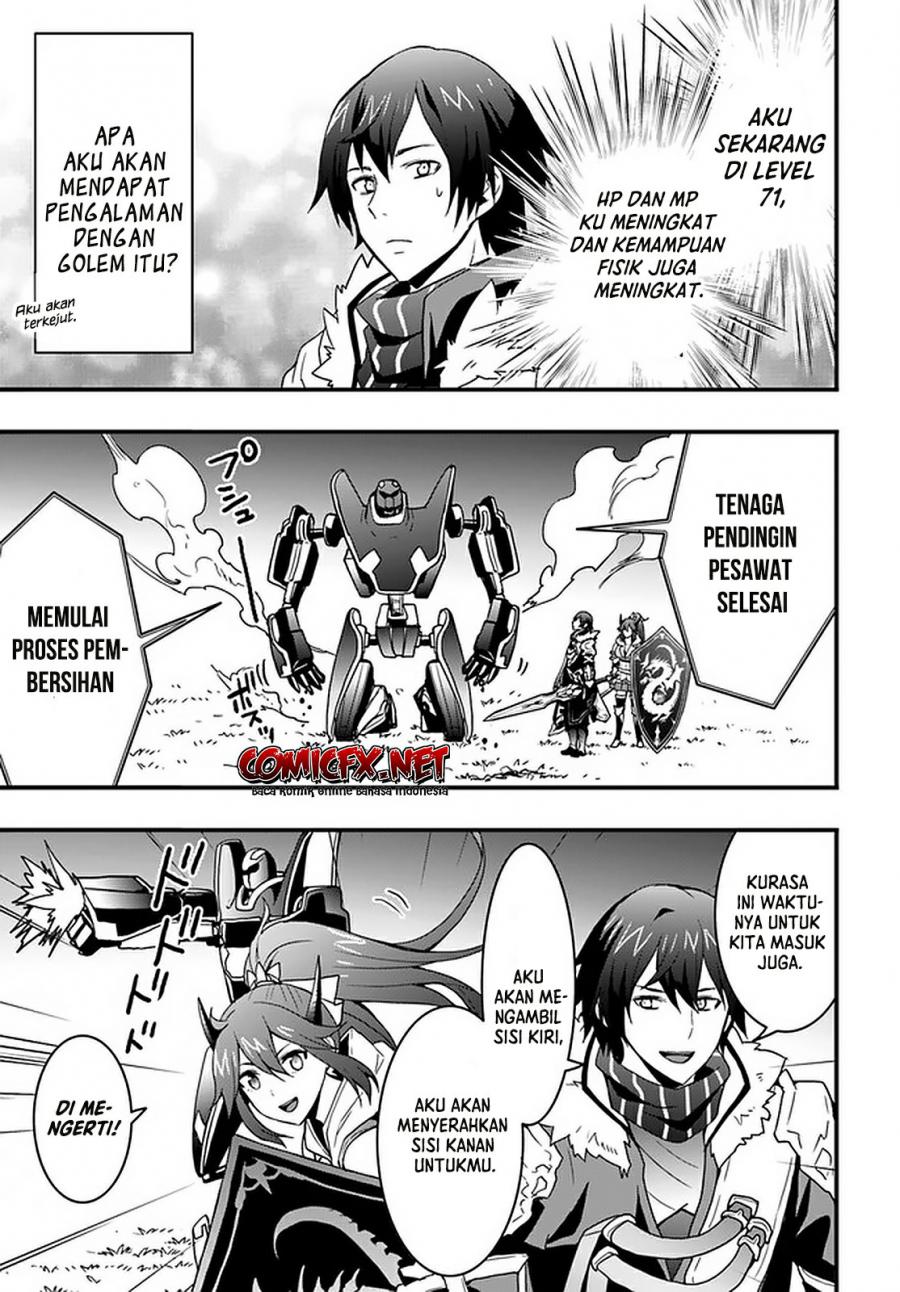 AKU
SEKARANG
DI LEVEL
71,
HP DAN MP
KU MENINGKAT
DAN KEMAMPUAN
FISIK JUGA
MENINGKAT.
APA
AKU AKAN
MENDAPAT
PENGALAMAN
DENGAN
GOLEM ITU?
Aku akan
terkejut.
TENAGA
PENDINGIN
PESAWAT
SELESAI
プシュー
MEMULAI
PROSES PEM-
BERSIHAN
COMICFX.NET
Baca Komik Online Bahasa Indonesia
KURASA
INI WAKTU-
NYA UNTUK
KITA MASUK
JUGA.
AKU
AKAN ME-
NGAMBIL
SISI KIRI,
AKU AKAN
MENYERAHKAN
SISI KANAN
UNTUKMU.
ドドドド
DI ME-
NGERTI!